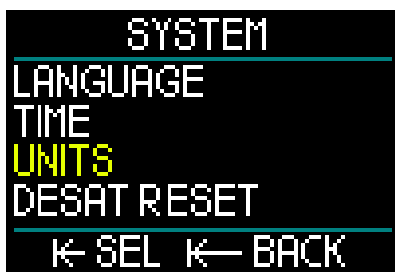 SYSTEM
LANGUAGE
TIME
UNITS
DESAT RESET
SEL BACK